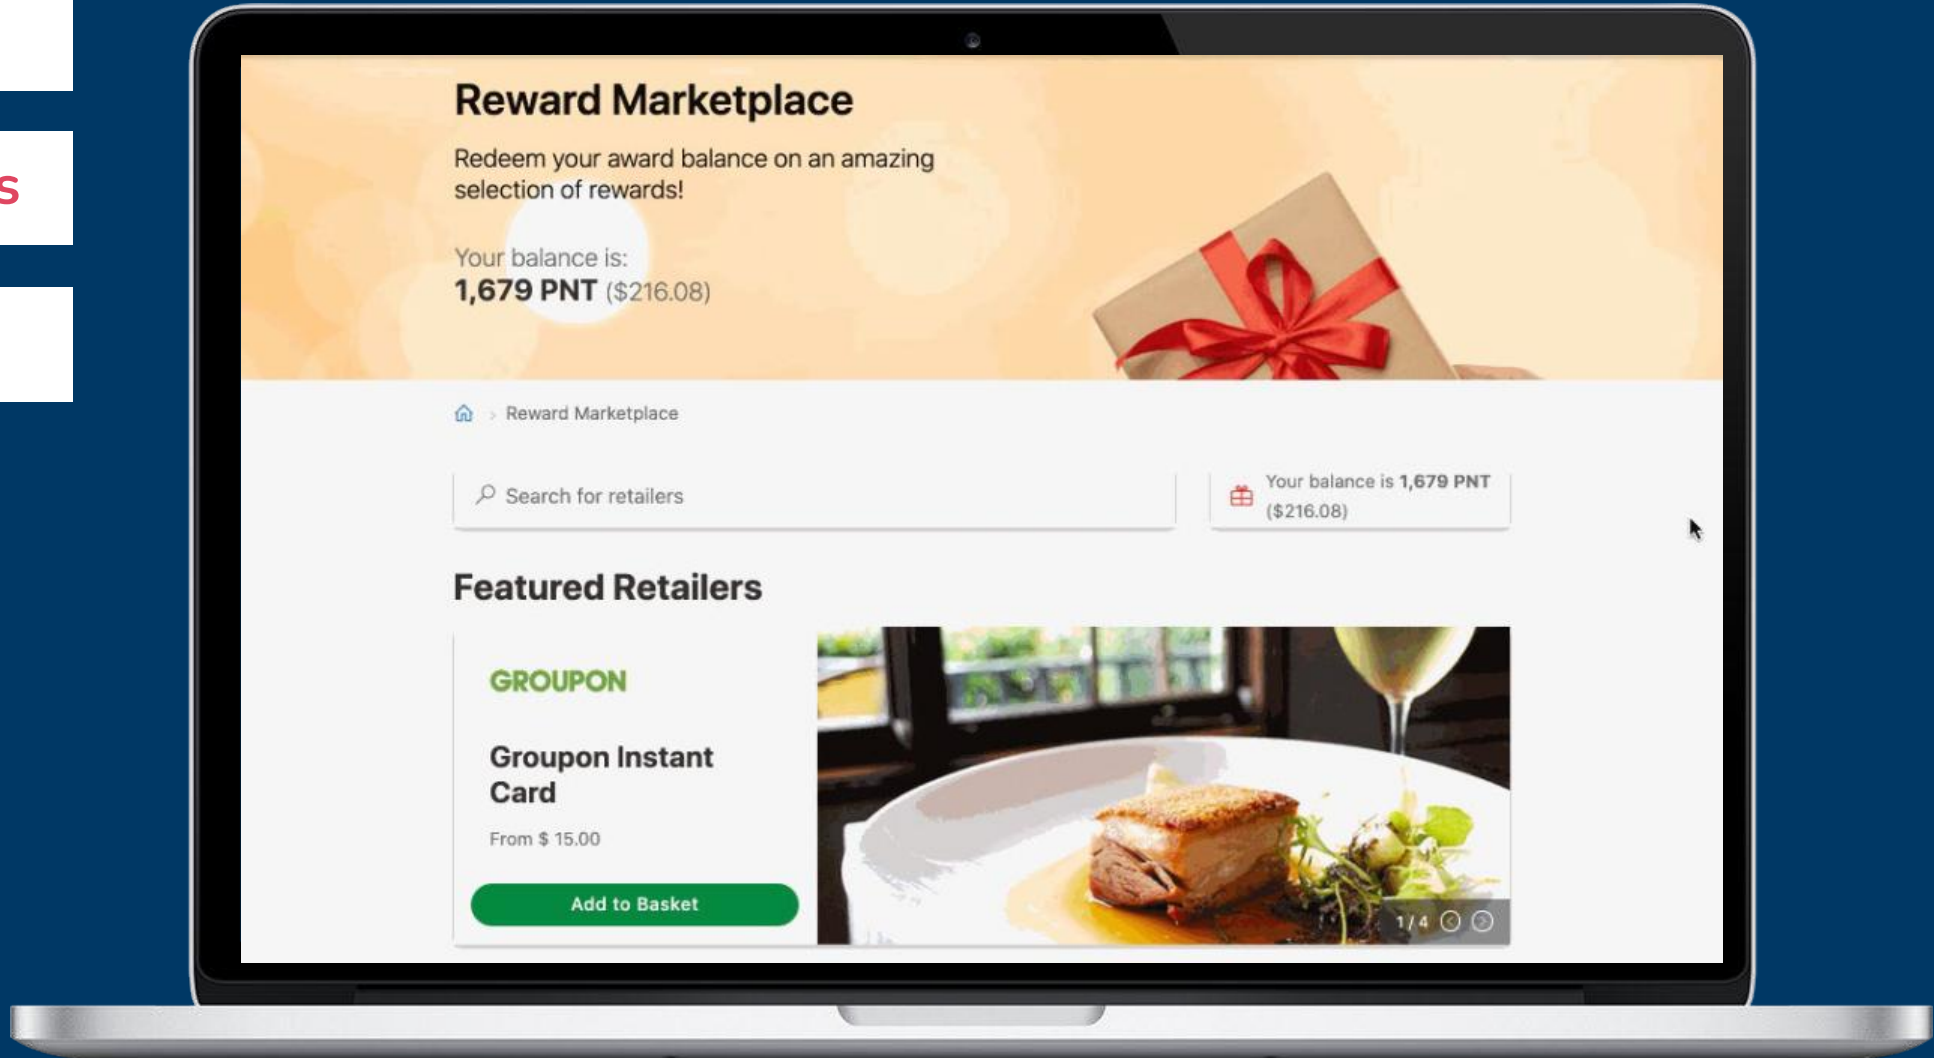 s
Reward Marketplace
Redeem your award balance on an amazing
selection of rewards!
Your balance is:
1,679 PNT ($216.08)
Reward Marketplace
Search for retailers
Your balance is 1,679 PNT
($216.08)
Featured Retailers
GROUPON
Groupon Instant
Card
From $ 15.00
Add to Basket
1/4